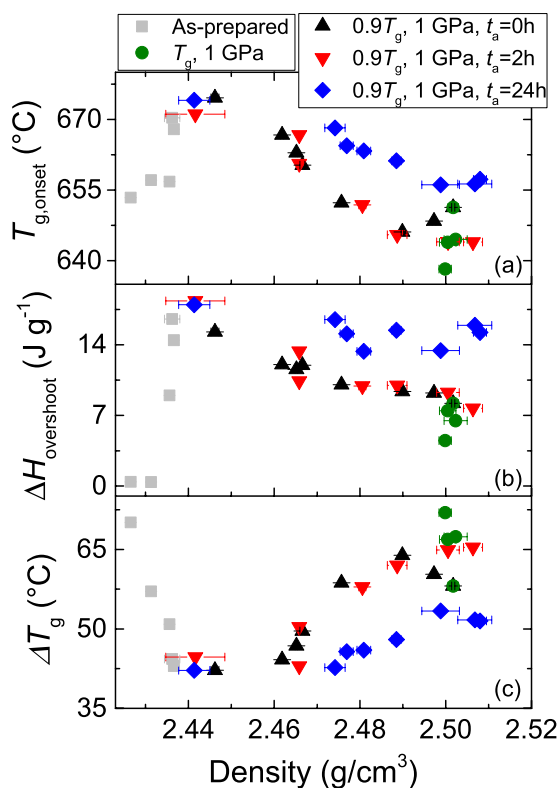 As-prepared
Tg, 1 GPa
0.9Tg, 1 GPa, ta=0h
0.9Tg, 1 GPa, ta=2h
0.9Tg, 1 GPa, ta=24h
Tg,onset (°C)
670
655
640
(a)
ΔHovershoot (J g-1)
14
7
0
(b)
ΔTg (°C)
65
50
35
(c)
2.44 2.46 2.48 2.50 2.52
Density (g/cm3)